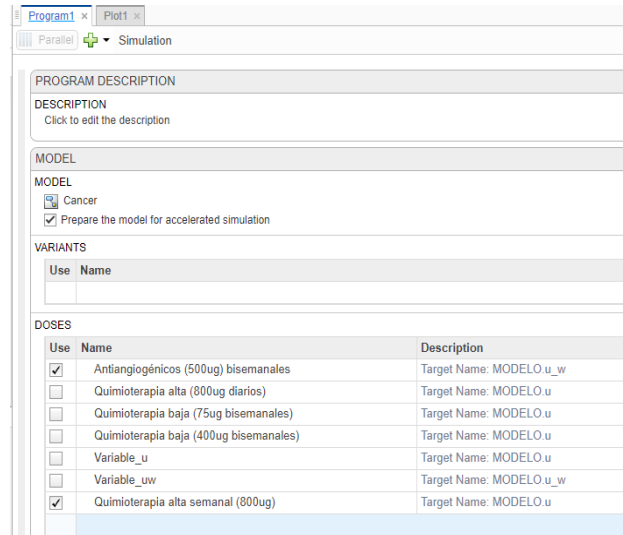 Program1 × Plot1 ×
Parallel Simulation
PROGRAM DESCRIPTION
DESCRIPTION
Click to edit the description
MODEL
MODEL
Cancer
Prepare the model for accelerated simulation
VARIANTS
Use Name
DOSES
Use Name Description
Antiangiogénicos (500ug) bisemanales Target Name: MODELO.u_w
Quimioterapia alta (800ug diarios) Target Name: MODELO.u
Quimioterapia baja (75ug bisemanales) Target Name: MODELO.u
Quimioterapia baja (400ug bisemanales) Target Name: MODELO.u
Variable_u Target Name: MODELO.u
Variable_uw Target Name: MODELO.u_w
Quimioterapia alta semanal (800ug) Target Name: MODELO.u